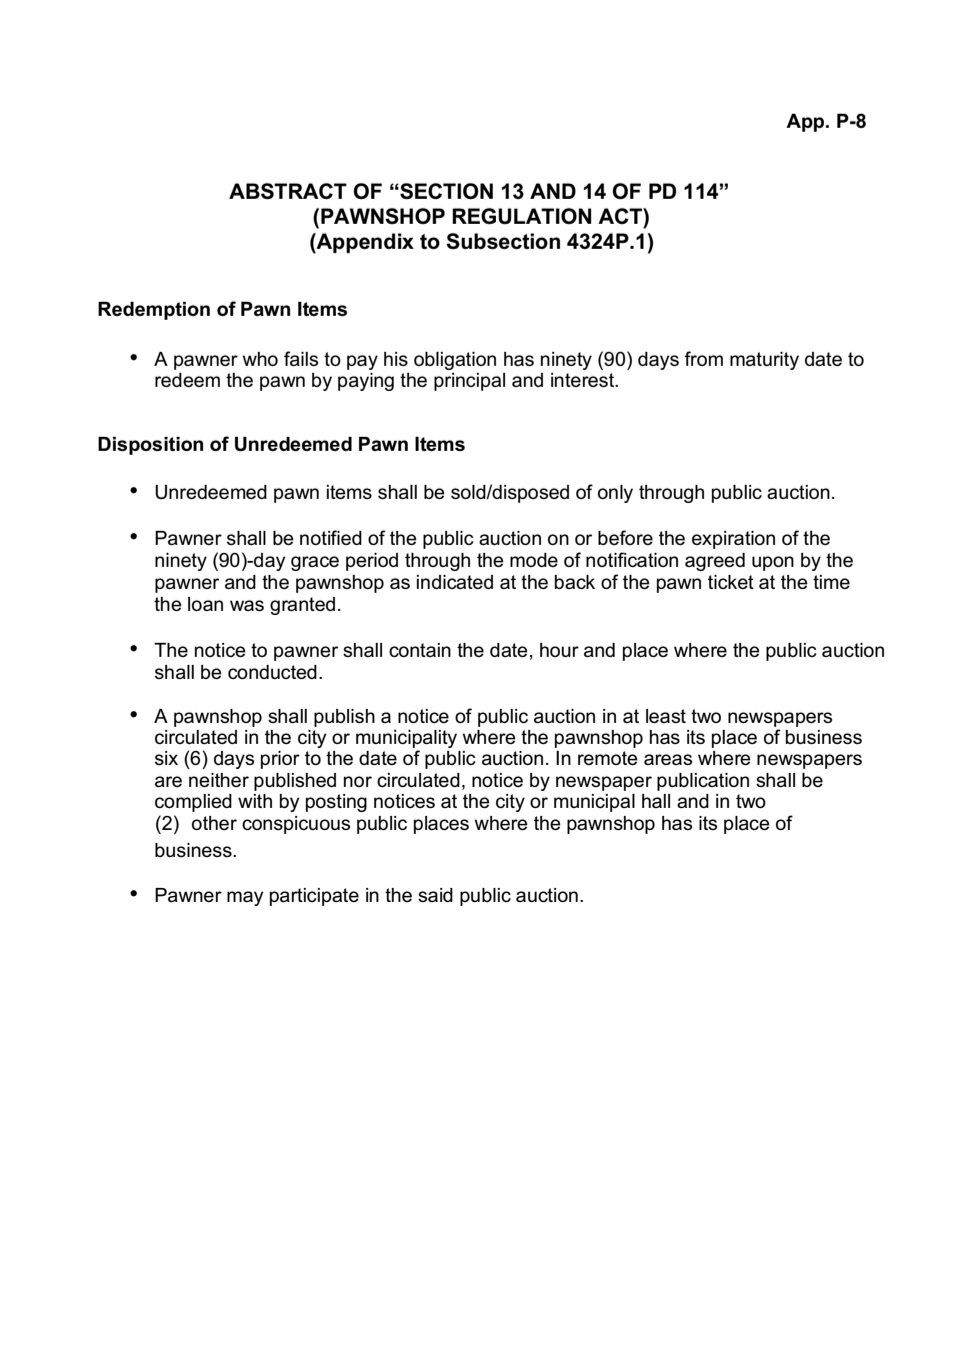 App. P-8
ABSTRACT OF “SECTION 13 AND 14 OF PD 114”
(PAWNSHOP REGULATION ACT)
(Appendix to Subsection 4324P.1)
Redemption of Pawn Items
• A pawner who fails to pay his obligation has ninety (90) days from maturity date to
redeem the pawn by paying the principal and interest.
Disposition of Unredeemed Pawn Items
• Unredeemed pawn items shall be sold/disposed of only through public auction.
• Pawner shall be notified of the public auction on or before the expiration of the
ninety (90)-day grace period through the mode of notification agreed upon by the
pawner and the pawnshop as indicated at the back of the pawn ticket at the time
the loan was granted.
• The notice to pawner shall contain the date, hour and place where the public auction
shall be conducted.
• A pawnshop shall publish a notice of public auction in at least two newspapers
circulated in the city or municipality where the pawnshop has its place of business
six (6) days prior to the date of public auction. In remote areas where newspapers
are neither published nor circulated, notice by newspaper publication shall be
complied with by posting notices at the city or municipal hall and in two
(2) other conspicuous public places where the pawnshop has its place of
business.
• Pawner may participate in the said public auction.